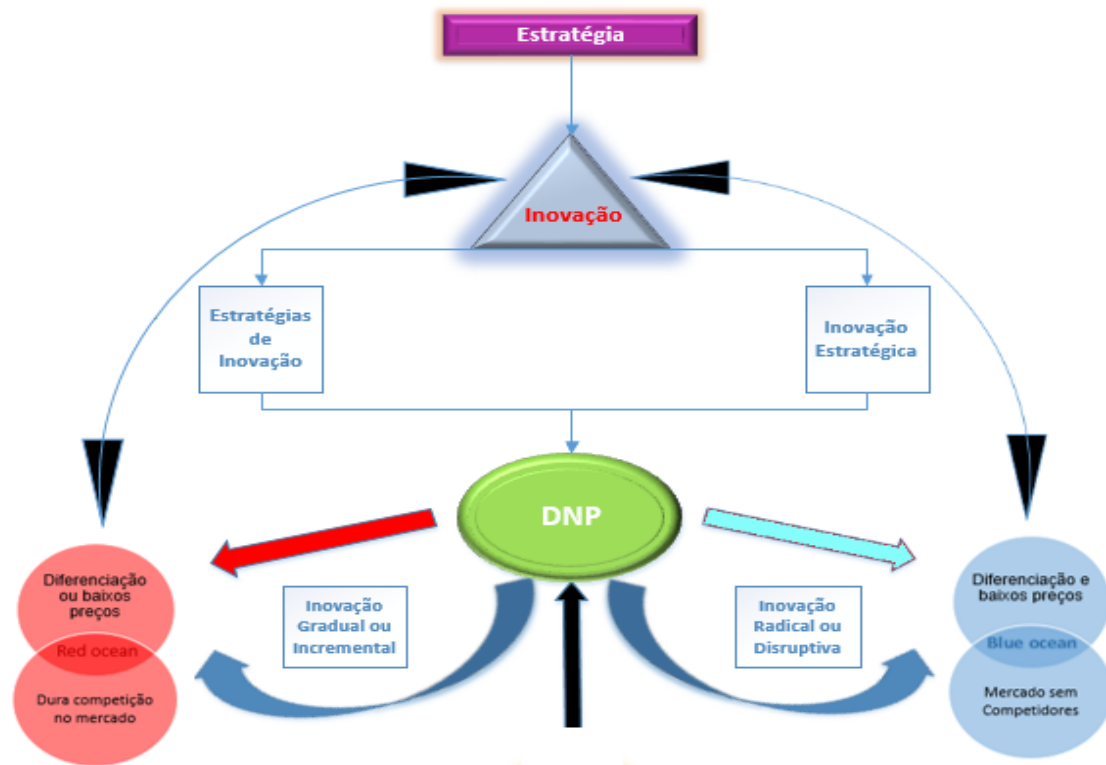 Estratégia
Inovação
Estratégias
de
Inovação
Inovação
Estratégica
DNP
Diferenciação
ou baixos
preços
Red ocean
Dura competição
no mercado
Inovação
Gradual ou
Incremental
Inovação
Radical ou
Disruptiva
Diferenciação e
baixos preços
Blue ocean
Mercado sem
Competidores